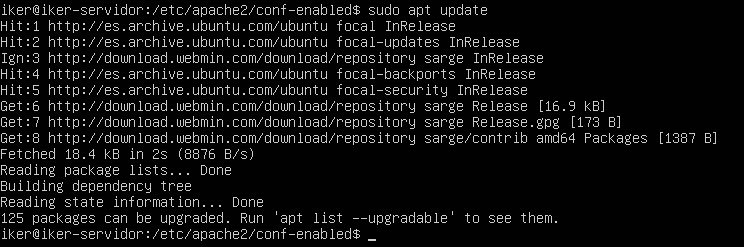 iker@iker-servidor:/etc/apache2/conf-enabled$ sudo apt update
Hit:1 http://es.archive.ubuntu.com/ubuntu focal InRelease
Hit:2 http://es.archive.ubuntu.com/ubuntu focal-updates InRelease
Ign:3 http://download.webmin.com/download/repository sarge InRelease
Hit:4 http://es.archive.ubuntu.com/ubuntu focal-backports InRelease
Hit:5 http://es.archive.ubuntu.com/ubuntu focal-security InRelease
Get:6 http://download.webmin.com/download/repository sarge Release [16.9 kB]
Get:7 http://download.webmin.com/download/repository sarge Release.gpg [173 B]
Get:8 http://download.webmin.com/download/repository sarge/contrib amd64 Packages [1387 B]
Fetched 18.4 kB in 2s (8876 B/s)
Reading package lists... Done
Building dependency tree
Reading state information... Done
125 packages can be upgraded. Run 'apt list --upgradable' to see them.
iker@iker-servidor:/etc/apache2/conf-enabled$ _